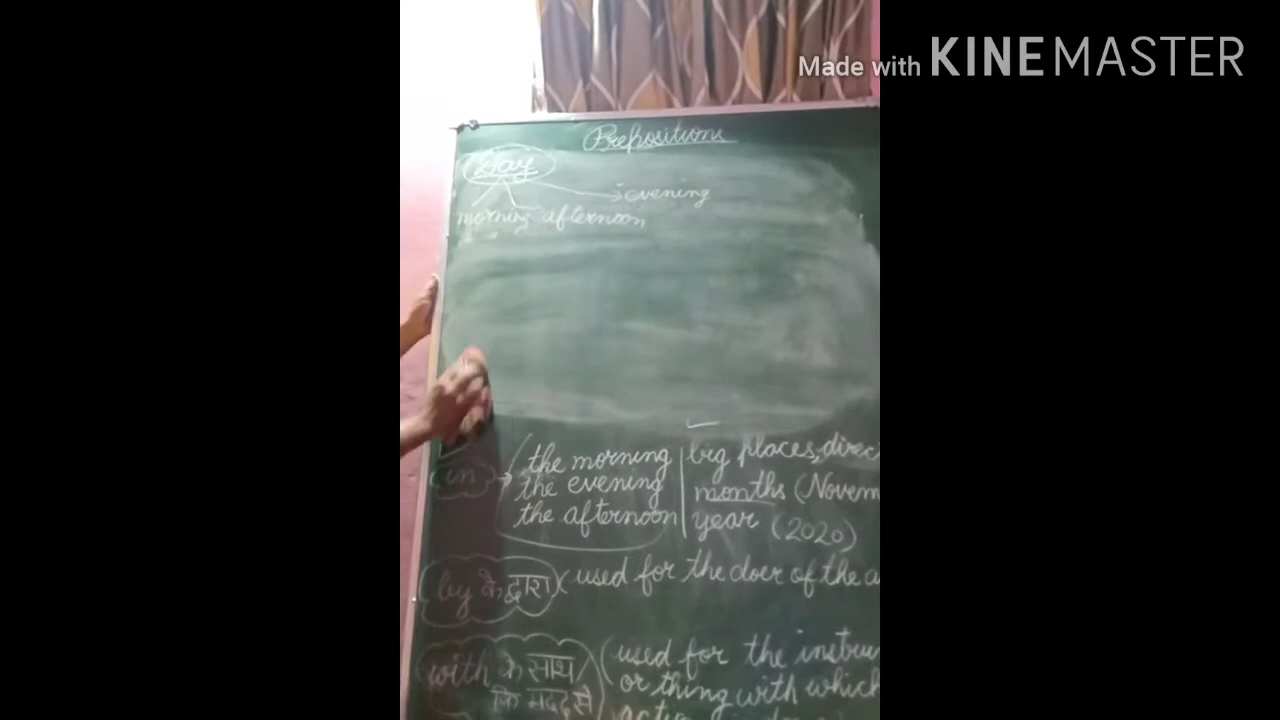 Made with KINEMASTER
Prepositions
Day
evening
morning afternoon
in the morning big places, direc
the evening months (Novem
the afternoon year (2020)
by के द्वारा (used for the doer of the a
with के साथ/ (used for the instru
कि मदद से or thing with which